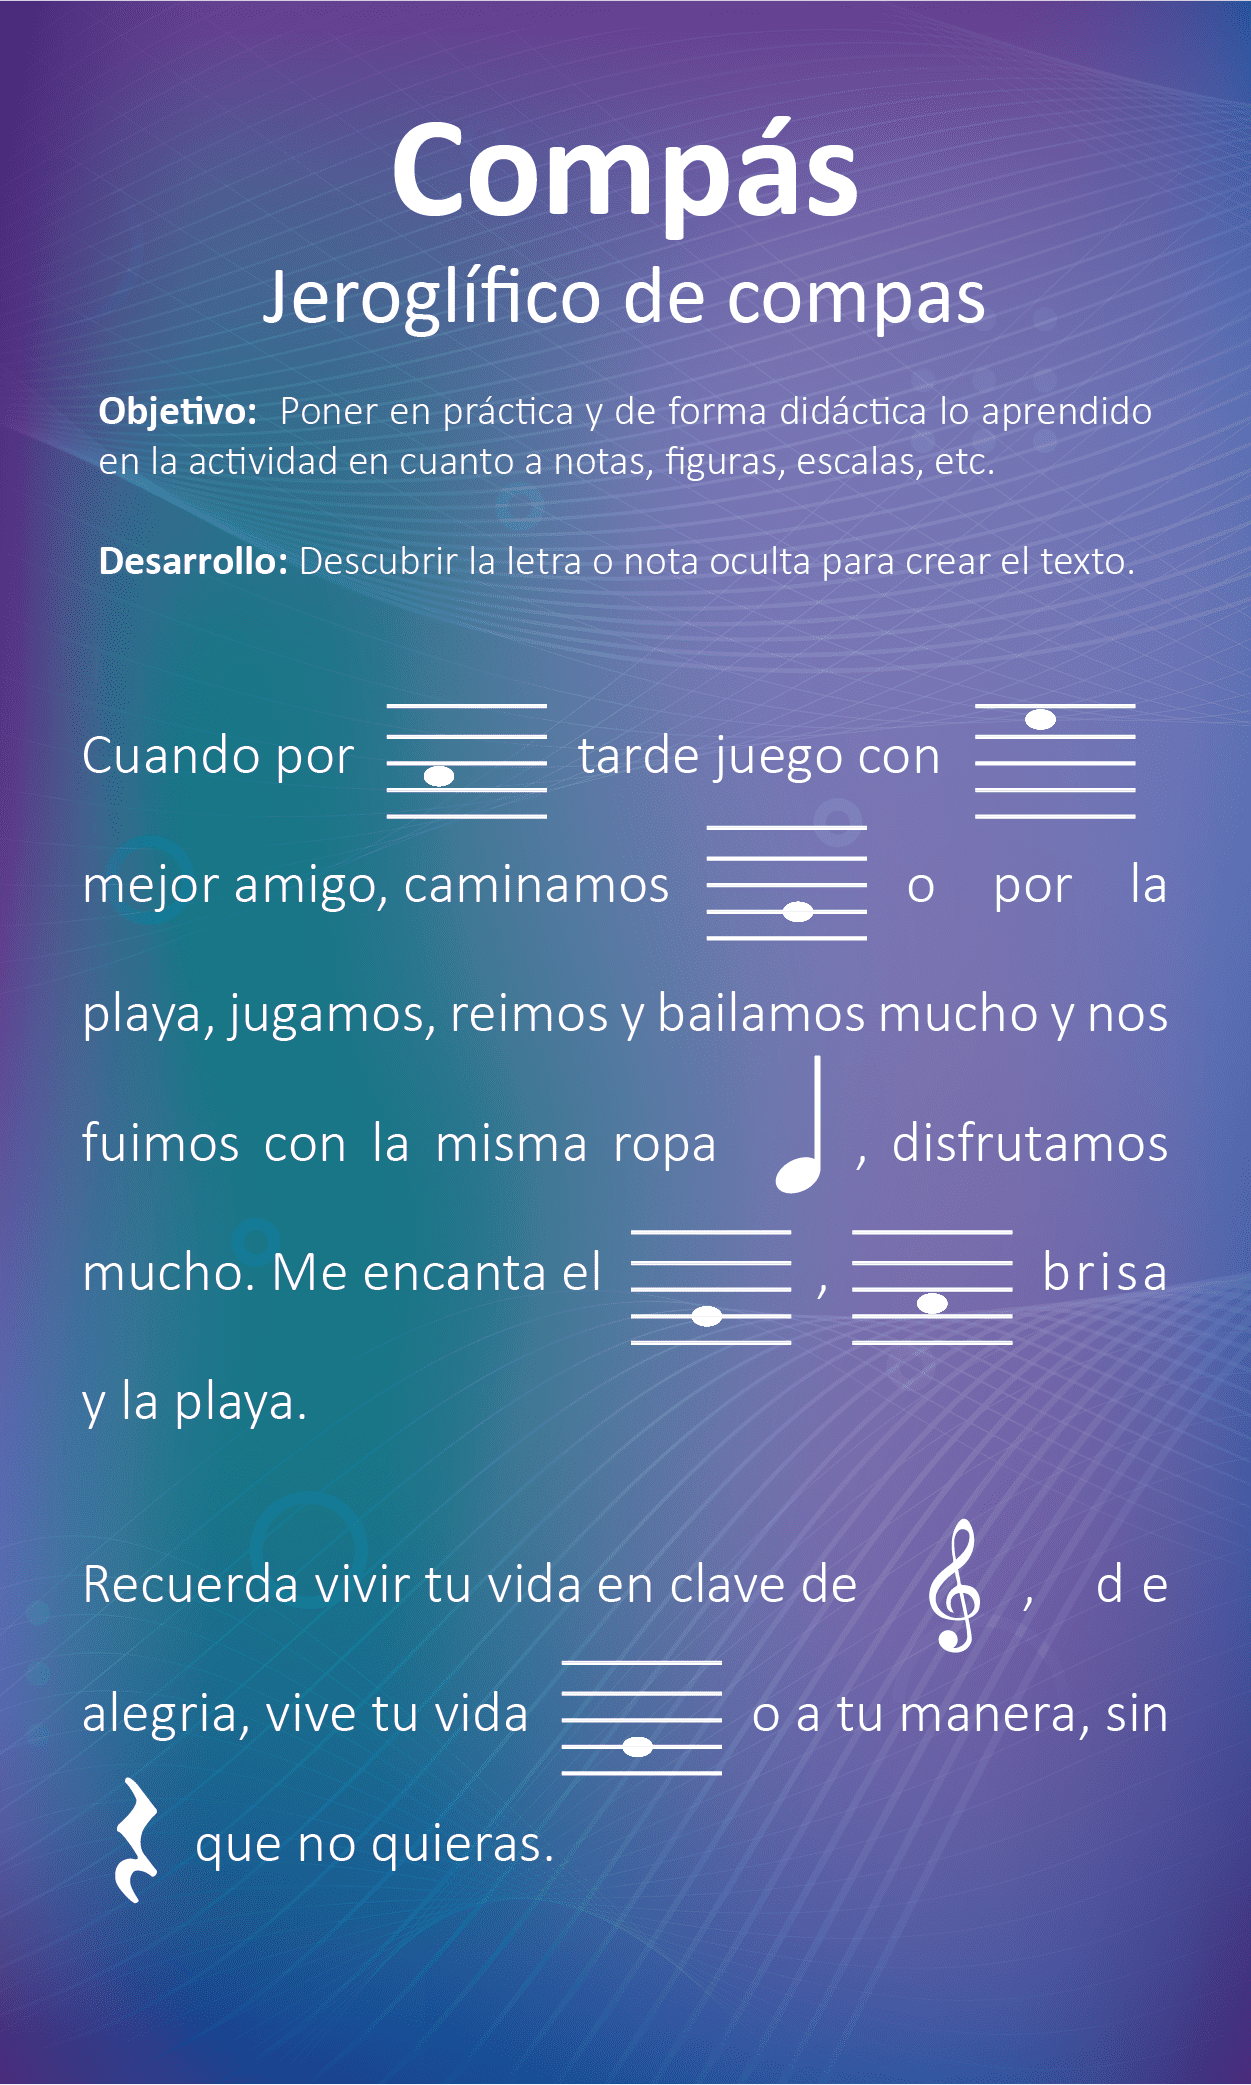 Compás
Jeroglífico de compas
Objetivo: Poner en práctica y de forma didáctica lo aprendido
en la actividad en cuanto a notas, figuras, escalas, etc.
Desarrollo: Descubrir la letra o nota oculta para crear el texto.
Cuando por tarde juego con
mejor amigo, caminamos o por la
playa, jugamos, reimos y bailamos mucho y nos
fuimos con la misma ropa , disfrutamos
mucho. Me encanta el , brisa
y la playa.
Recuerda vivir tu vida en clave de , d e
alegria, vive tu vida o a tu manera, sin
que no quieras.